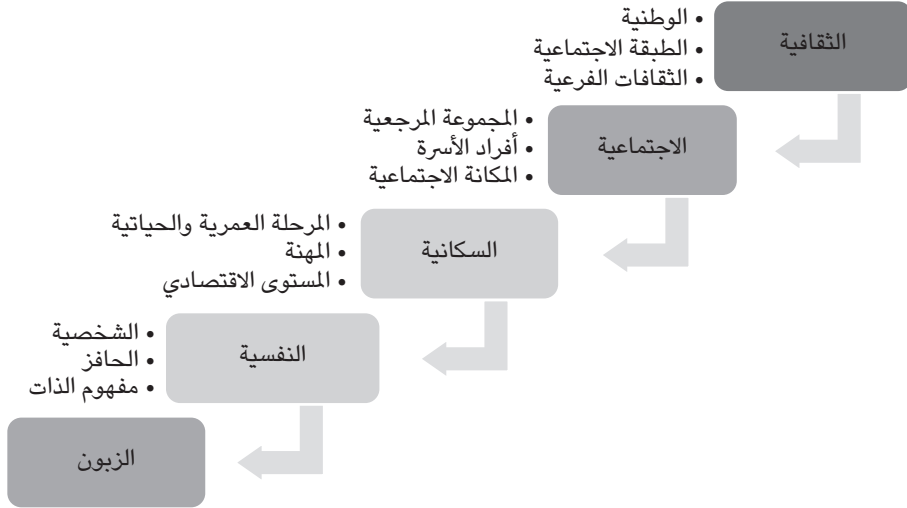 الثقافية
• الوطنية
• الطبقة الاجتماعية
• الثقافات الفرعية
الاجتماعية
• المجموعة المرجعية
• أفراد الأسرة
• المكانة الاجتماعية
السكانية
• المرحلة العمرية والحياتية
• المهنة
• المستوى الاقتصادي
النفسية
• الشخصية
• الحافز
• مفهوم الذات
الزبون